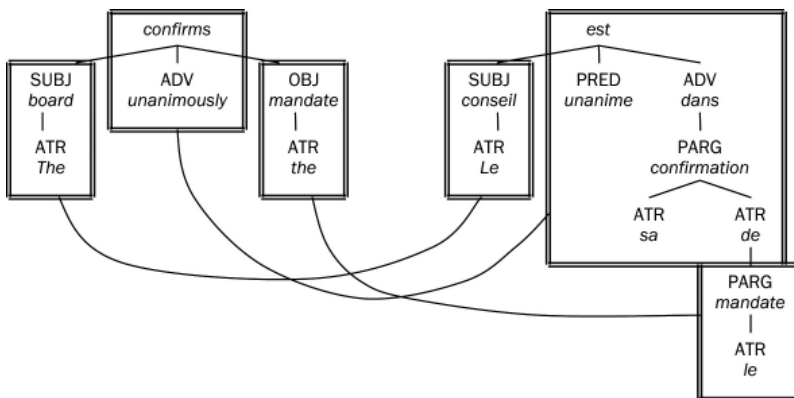 confirms
est
SUBJ ADV OBJ SUBJ PRED ADV
board unanimously mandate conseil unanime dans
ATR ATR ATR PARG
The the Le confirmation
ATR ATR
sa de
PARG
mandate
ATR
le